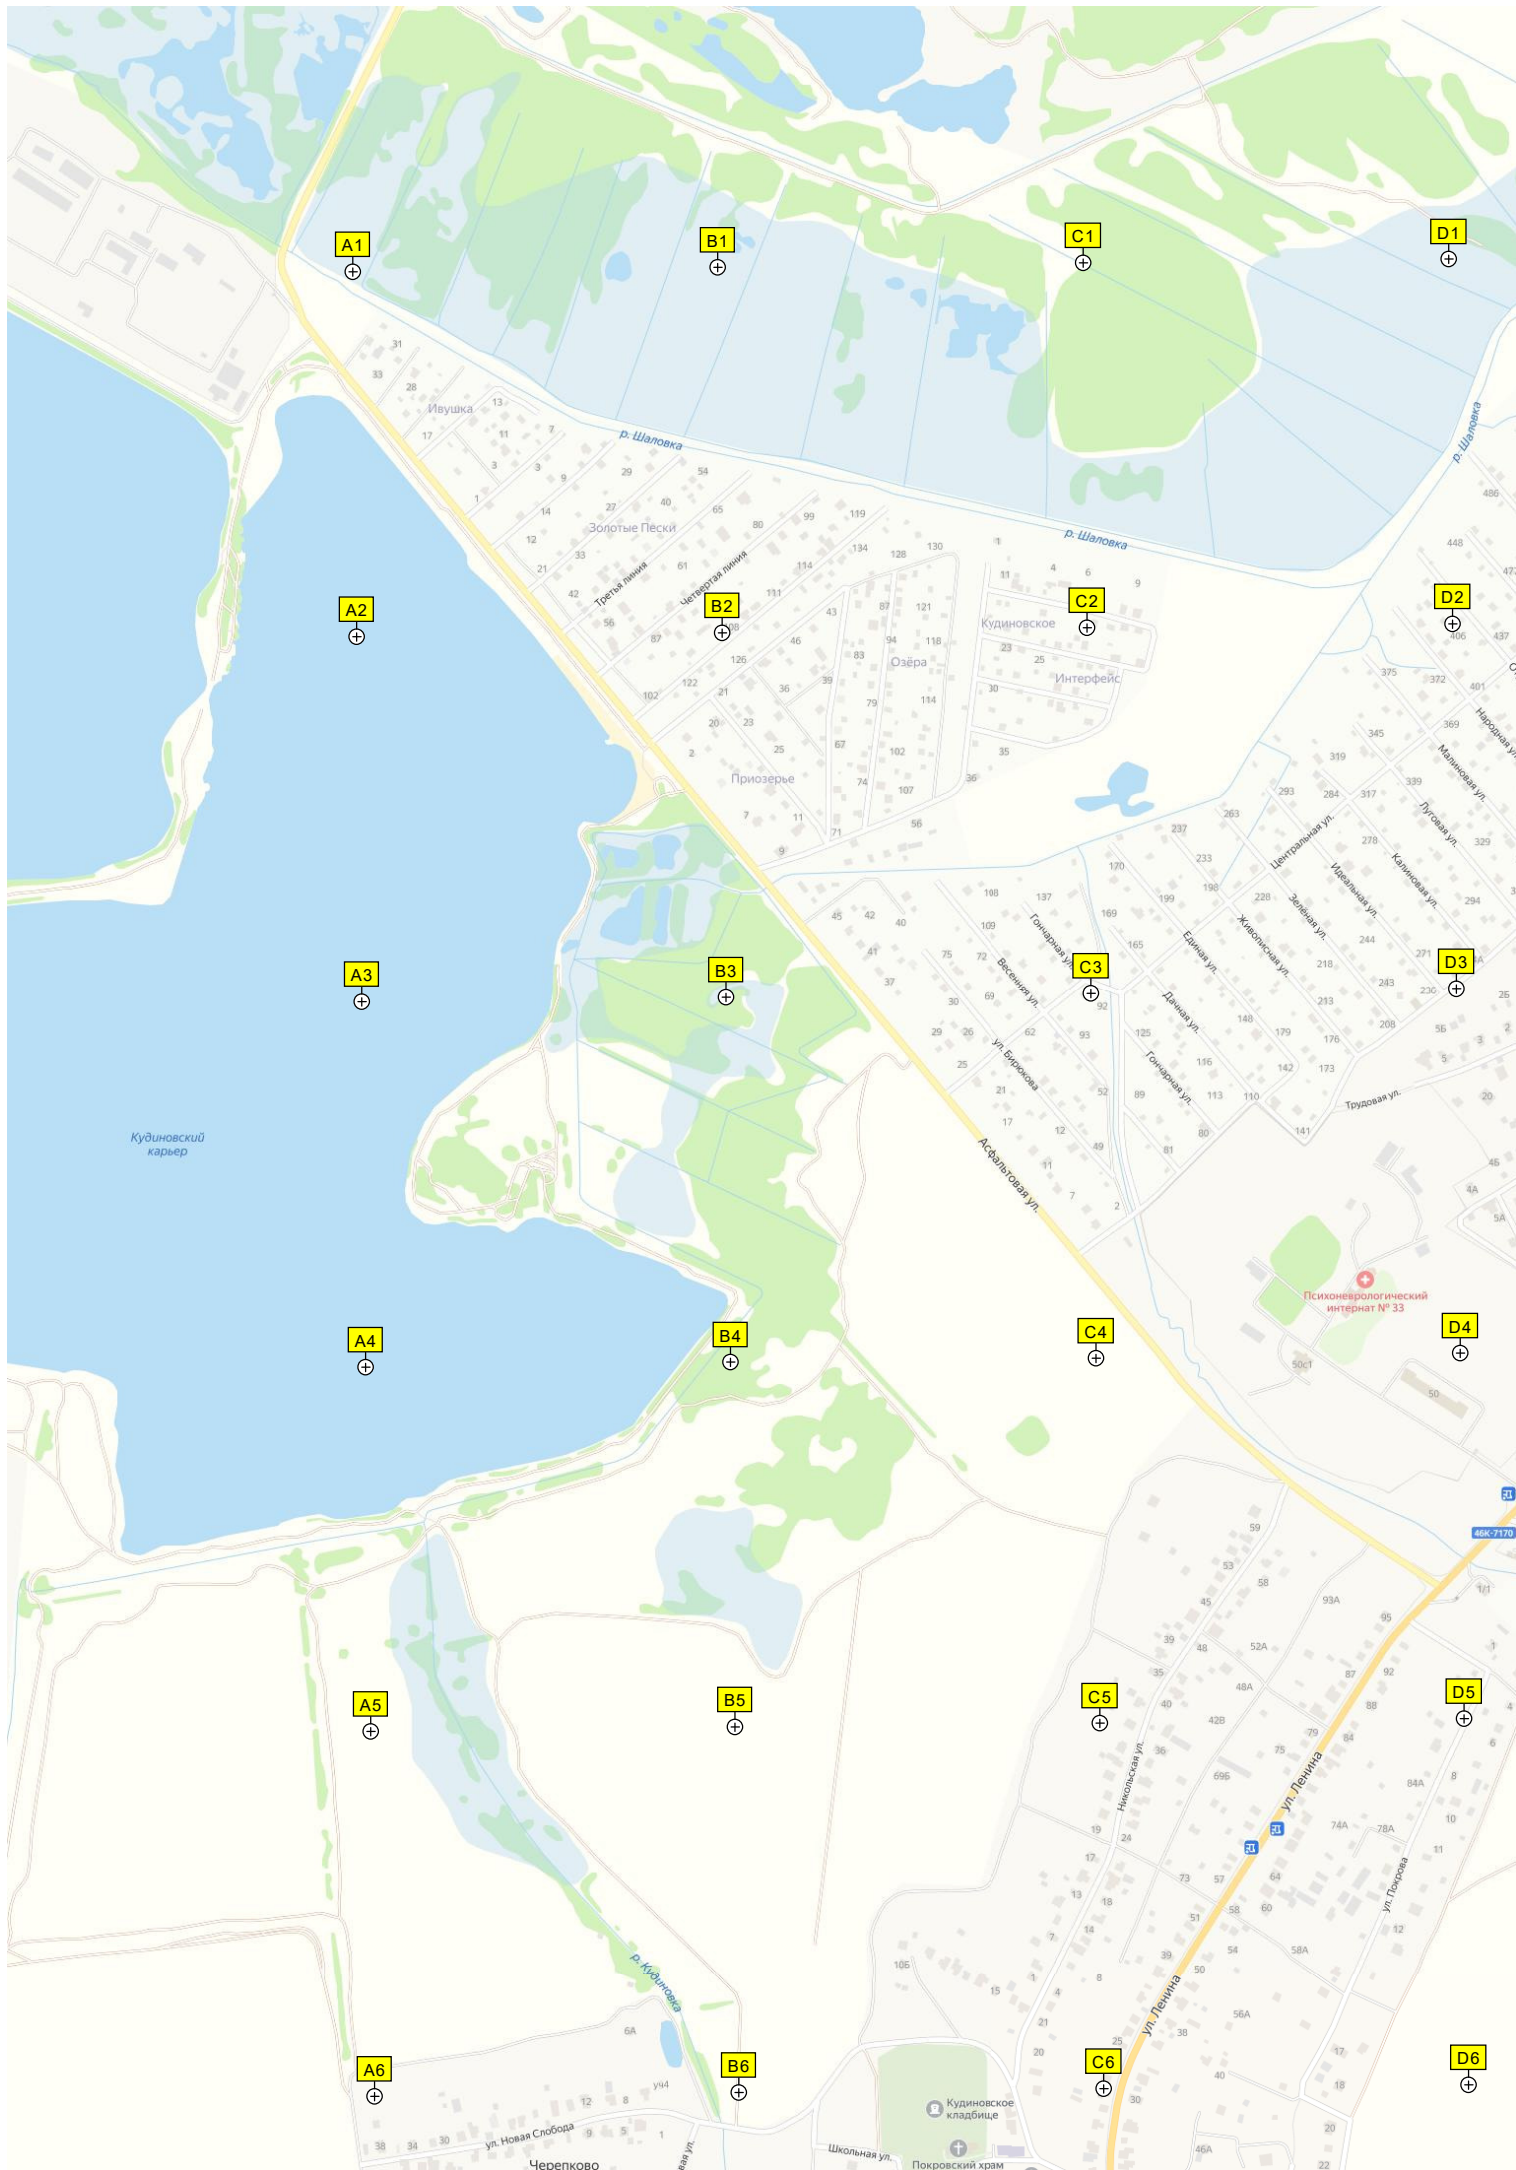 A1
B1
C1
D1
31
33
28
Ивушка
13
17
11
7
р. Шаловка
р. Шаловка
3
3
9
29
54
1
27
40
65
486
14
99
119
80
Золотые Пески
12
33
134
128
130
1
р. Шаловка
448
21
61
114
11
4
6
9
477
Третья линия
Четвертая линия
42
111
A2
B2
C2
D2
56
43
87
121
Кудиновское
87
46
94
118
406
437
126
83
Озёра
23
25
122
21
36
39
Интерфейс
375
372
401
102
30
114
79
20
23
369
Народная ул.
2
25
67
102
35
345
Малиновая ул.
319
Приозерье
74
107
36
339
293
284
317
Луговая ул.
7
11
71
56
263
237
Центральная ул.
278
329
9
233
170
Идеальная ул.
Калиновая ул.
108
137
198
228
Зелёная ул.
294
45
42
40
109
169
199
Живописная ул.
Гончарная ул.
165
Единая ул.
244
41
75
72
271
A3
B3
C3
D3
37
Весенняя ул.
218
243
30
69
92
Дачная ул.
213
2Б
29
26
62
93
125
148
179
208
5Б
2
ул. Бирюкова
176
3
25
Гончарная ул.
116
142
173
5
21
52
89
113
110
Трудовая ул.
20
17
12
80
141
Кудиновский
карьер
Асфальтовая ул.
49
81
11
4Б
7
2
4А
5А
Психоневрологический
интернат № 33
A4
B4
C4
D4
50с1
50
46К-7170
59
53
58
45
93А
1/1
95
39
48
52А
1
35
87
92
48А
A5
B5
C5
D5
40
42В
88
4
79
84
36
75
6
Никольская ул.
69Б
ул. Ленина
84А
8
19
24
74А
78А
10
17
11
73
57
64
ул. Покрова
13
18
58
60
51
12
7
14
39
54
58А
р. Кудиновка
10Б
1
8
50
15
4
ул. Ленина
56А
6А
21
38
20
25
17
A6
B6
C6
D6
уч4
40
18
12
8
30
Кудиновское
кладбище
ул. Новая Слобода
9
5
1
20
38
34
30
Школьная ул.
46А
Черепково
Покровский храм
22